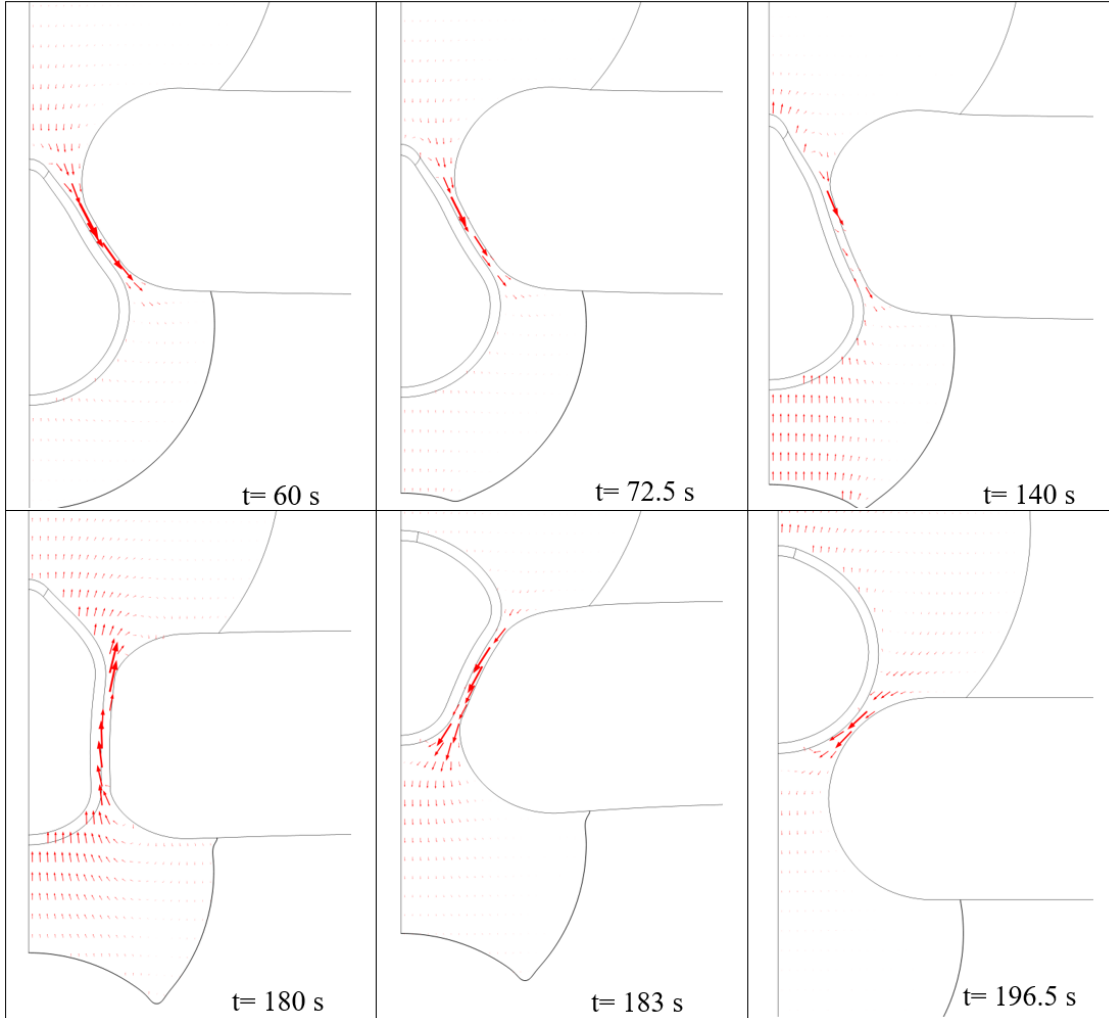 t= 60 s
t= 72.5 s
t= 140 s
t= 180 s
t= 183 s
t= 196.5 s